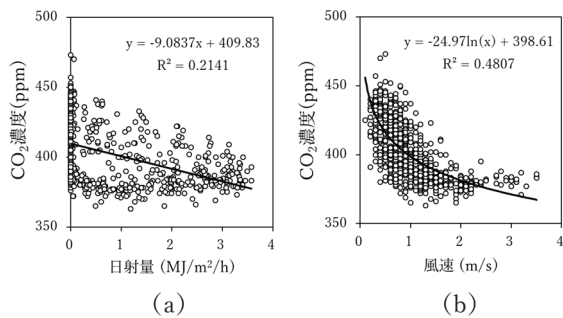 500
450
400
350
CO₂濃度(ppm)
y = -9.0837x + 409.83
R² = 0.2141
0 1 2 3 4
日射量 (MJ/m²/h)
(a)
500
450
400
350
CO₂濃度(ppm)
y = -24.97ln(x) + 398.61
R² = 0.4807
0 1 2 3 4
風速 (m/s)
(b)